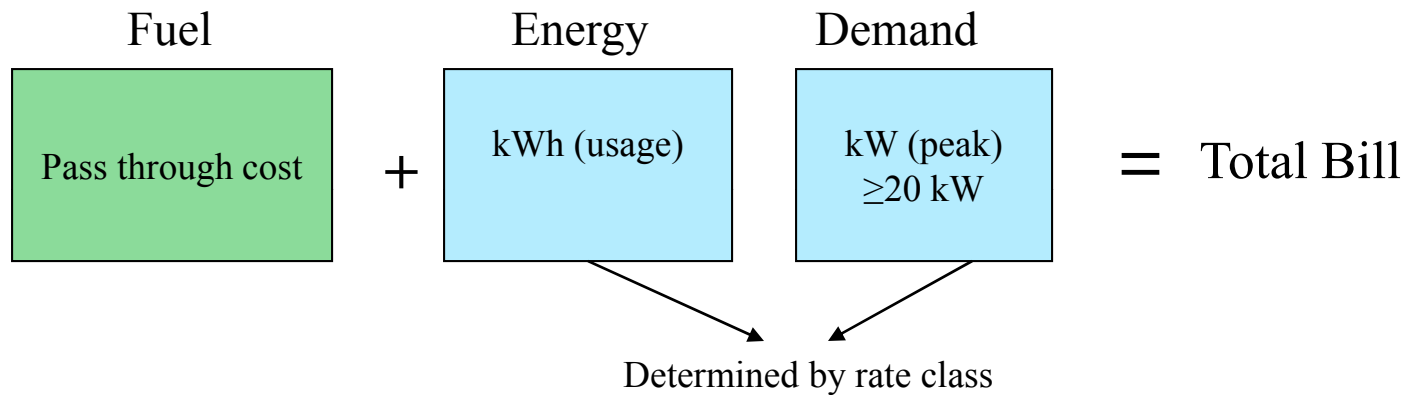 Fuel
Energy
Demand
Pass through cost
+
kWh (usage)
kW (peak)
≥20 kW
= Total Bill
Determined by rate class